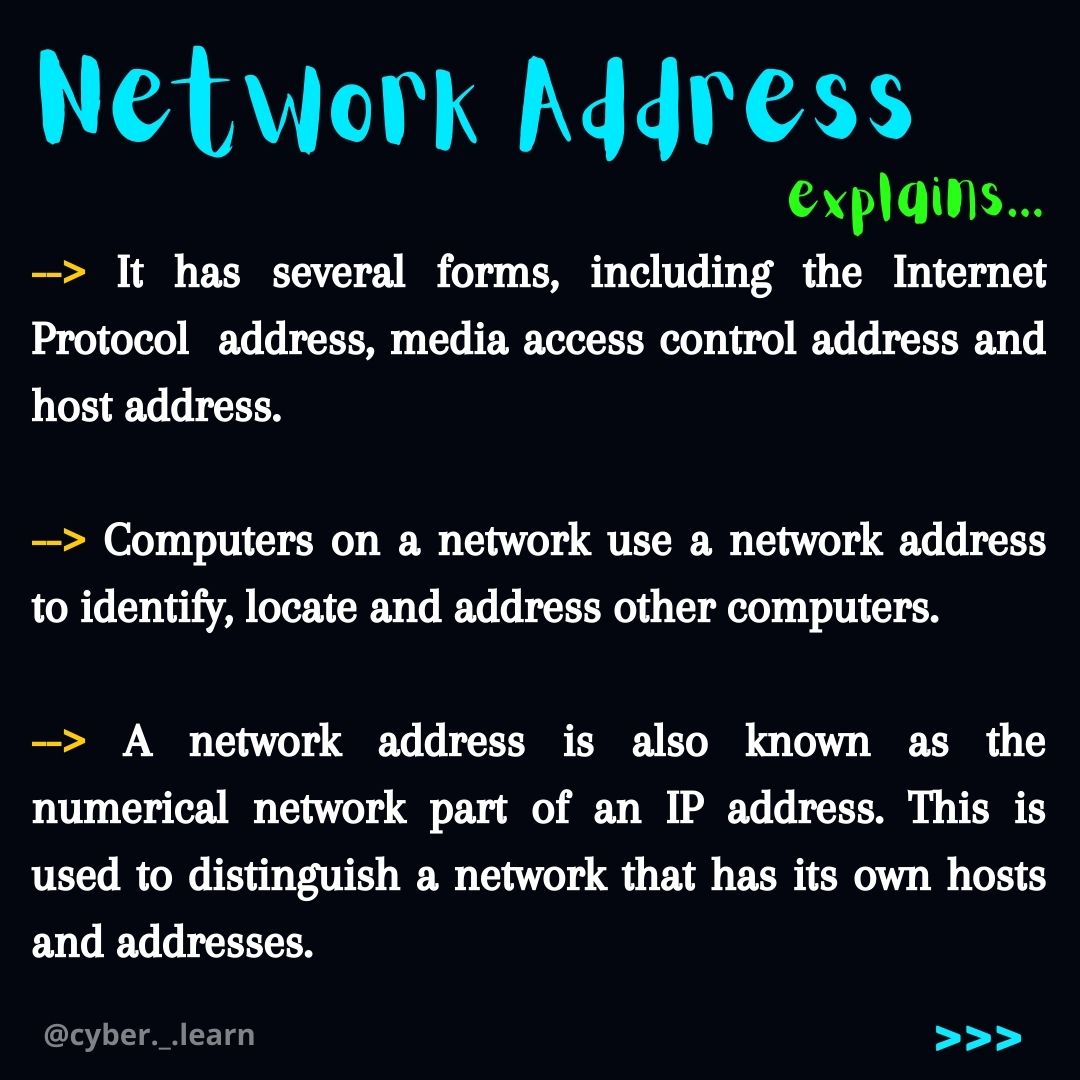 Network Address
explains...
--> It has several forms, including the Internet
Protocol address, media access control address and
host address.
--> Computers on a network use a network address
to identify, locate and address other computers.
--> A network address is also known as the
numerical network part of an IP address. This is
used to distinguish a network that has its own hosts
and addresses.
@cyber._.learn
>>>